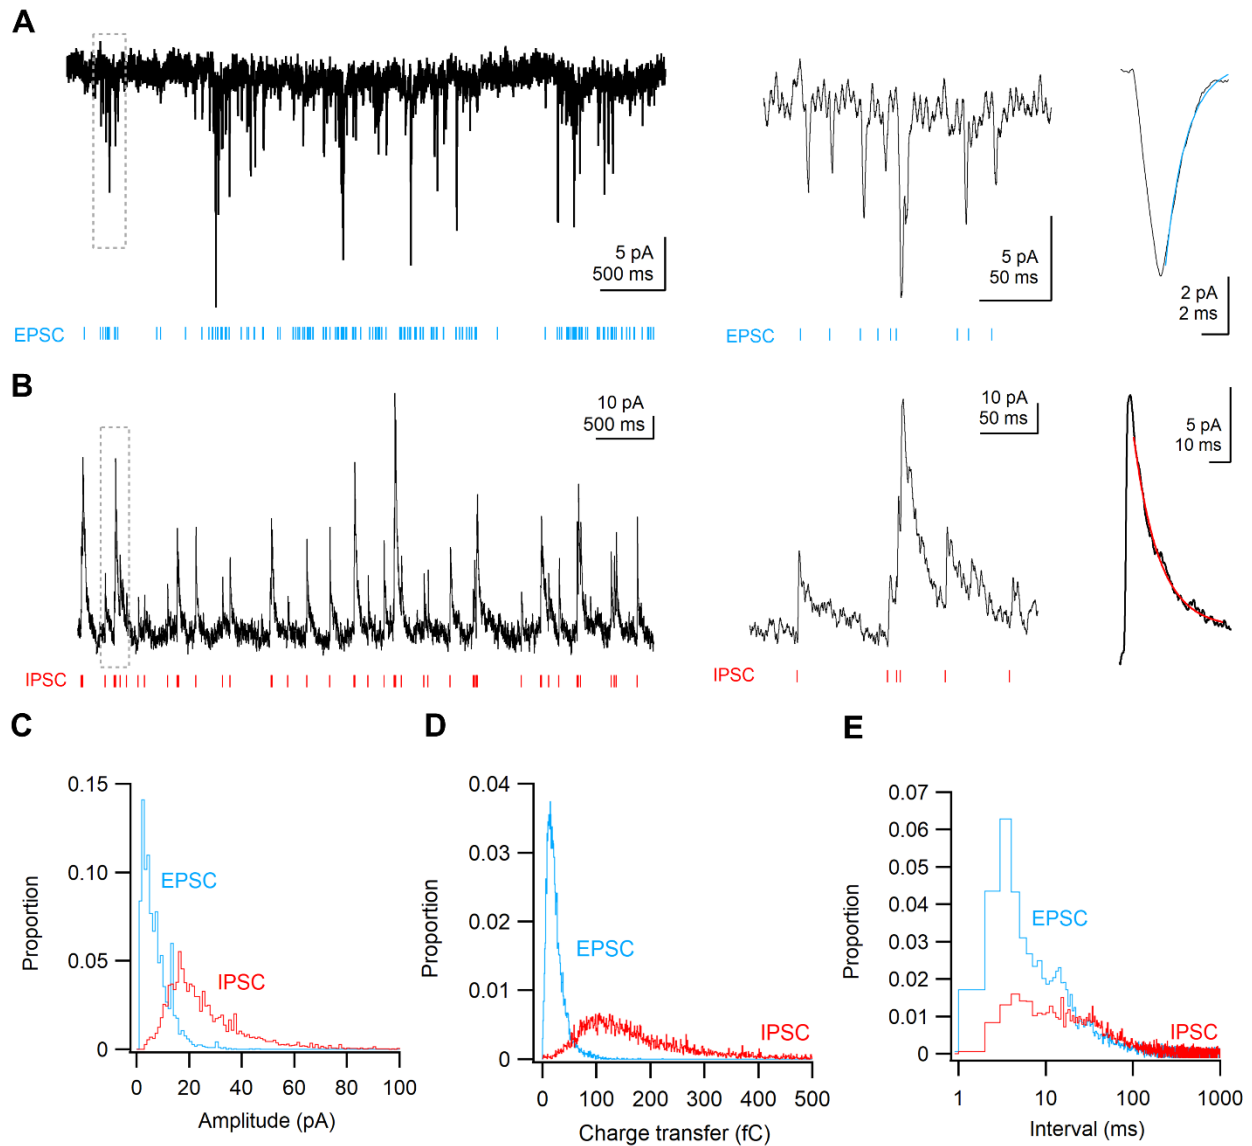 A
5 pA
500 ms
5 pA
50 ms
2 pA
2 ms
EPSC
EPSC
B
10 pA
500 ms
10 pA
50 ms
5 pA
10 ms
IPSC
IPSC
C
D
E
0.15
0.10
0.05
0
Proportion
EPSC
IPSC
0 20 40 60 80 100
Amplitude (pA)
0.04
0.03
0.02
0.01
0
Proportion
EPSC
IPSC
0 100 200 300 400 500
Charge transfer (fC)
0.07
0.06
0.05
0.04
0.03
0.02
0.01
0
Proportion
EPSC
IPSC
1 10 100 1000
Interval (ms)